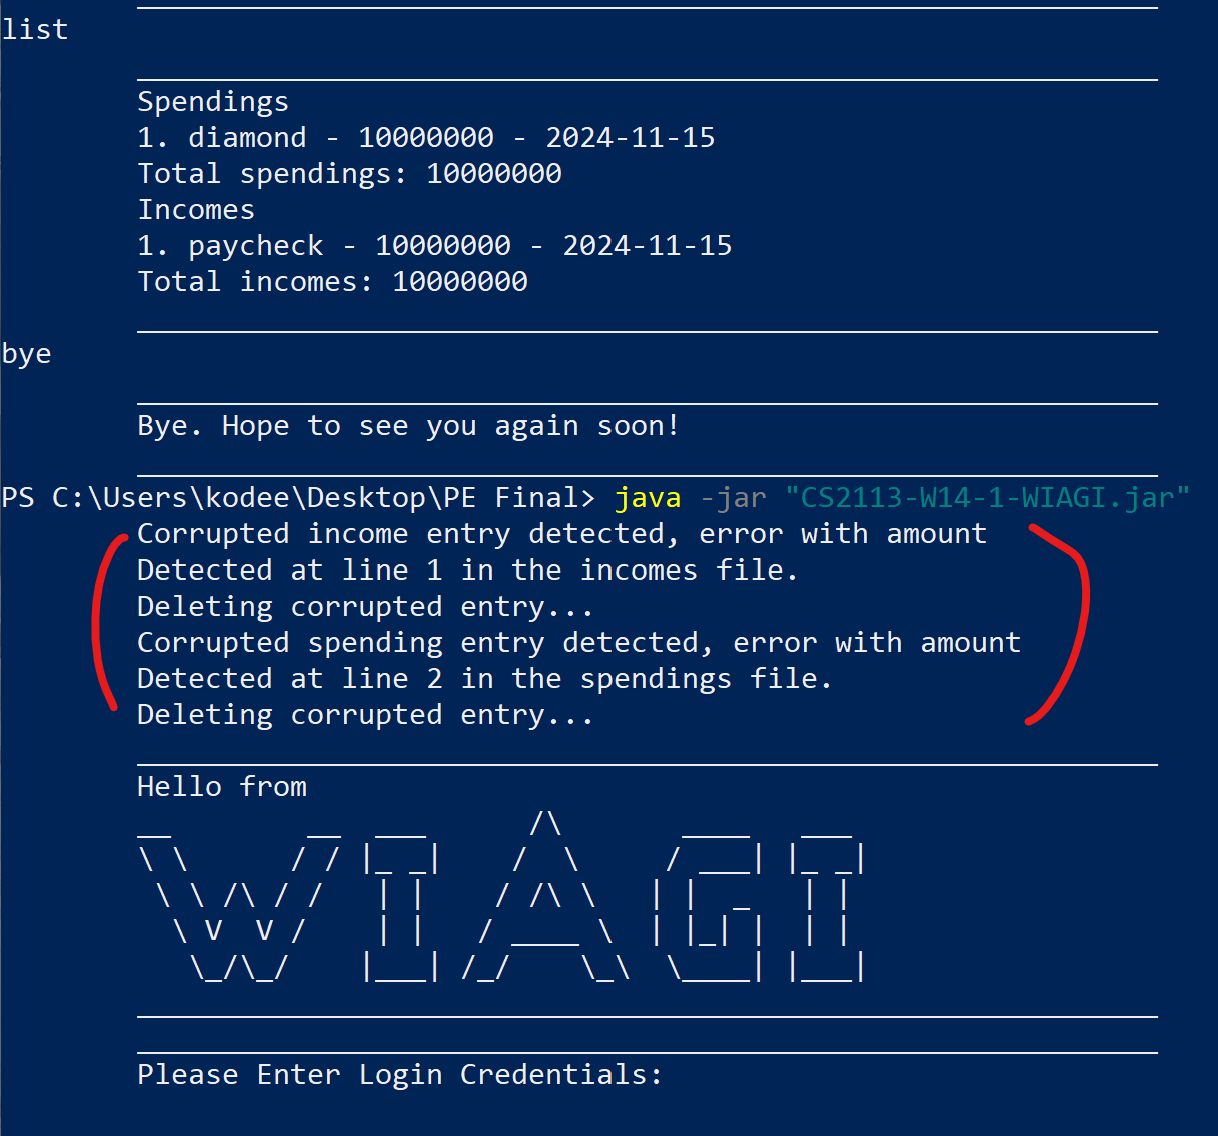 list
Spendings
1. diamond - 10000000 - 2024-11-15
Total spendings: 10000000
Incomes
1. paycheck - 10000000 - 2024-11-15
Total incomes: 10000000
bye
Bye. Hope to see you again soon!
PS C:\Users\kodee\Desktop\PE Final> java -jar "CS2113-W14-1-WIAGI.jar"
Corrupted income entry detected, error with amount
Detected at line 1 in the incomes file.
Deleting corrupted entry...
Corrupted spending entry detected, error with amount
Detected at line 2 in the spendings file.
Deleting corrupted entry...
Hello from
WIAGI
Please Enter Login Credentials: